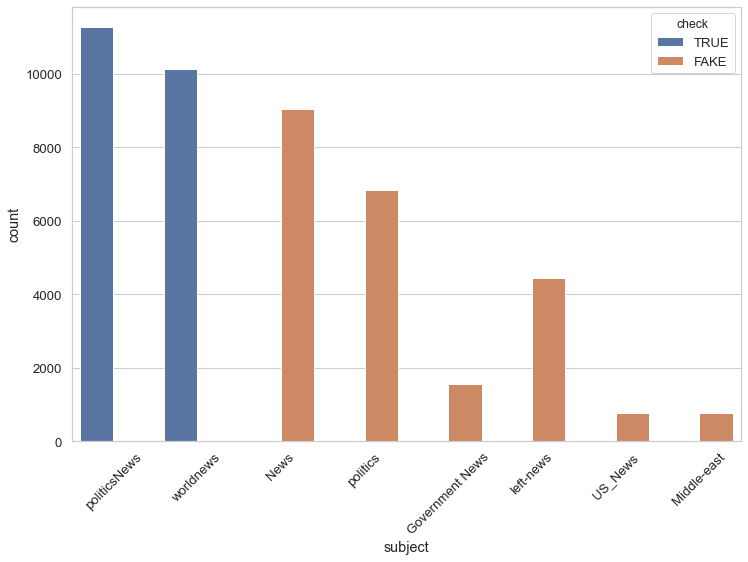 check
TRUE
FAKE
10000
8000
6000
4000
2000
0
count
politicsNews
worldnews
News
politics
Government News
left-news
US_News
Middle-east
subject